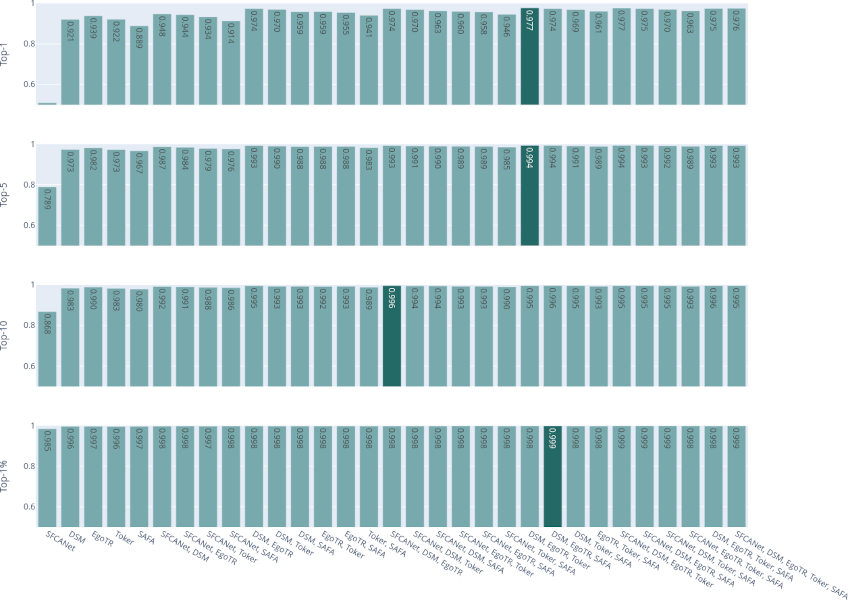 Top-1
1
0.8
0.6
0.921 0.939 0.922 0.889 0.948 0.944 0.934 0.914 0.974 0.970 0.959 0.959 0.955 0.941 0.974 0.970 0.963 0.960 0.958 0.946 0.977 0.974 0.969 0.961 0.977 0.975 0.970 0.963 0.975 0.976
Top-5
1
0.8
0.6
0.789 0.973 0.982 0.973 0.967 0.987 0.984 0.979 0.976 0.993 0.990 0.988 0.988 0.988 0.983 0.993 0.991 0.990 0.989 0.989 0.985 0.994 0.994 0.991 0.989 0.994 0.993 0.992 0.989 0.993 0.993
Top-10
1
0.8
0.6
0.868 0.983 0.990 0.983 0.980 0.992 0.991 0.988 0.986 0.995 0.993 0.993 0.992 0.993 0.989 0.996 0.994 0.994 0.993 0.993 0.990 0.995 0.996 0.995 0.993 0.995 0.995 0.995 0.993 0.996 0.995
Top-1%
1
0.8
0.6
0.985 0.996 0.997 0.996 0.997 0.998 0.998 0.997 0.998 0.998 0.998 0.998 0.998 0.998 0.998 0.998 0.998 0.998 0.998 0.998 0.998 0.998 0.999 0.998 0.998 0.999 0.999 0.999 0.998 0.998 0.999
SFCANet
DSM
EgoTR
Toker
SAFA
SFCANet, DSM
SFCANet, EgoTR
SFCANet, Toker
SFCANet, SAFA
DSM, EgoTR
DSM, Toker
DSM, SAFA
EgoTR, Toker
EgoTR, SAFA
Toker, SAFA
SFCANet, DSM, EgoTR
SFCANet, DSM, Toker
SFCANet, DSM, SAFA
SFCANet, EgoTR, Toker
SFCANet, EgoTR, SAFA
SFCANet, Toker, SAFA
DSM, EgoTR, Toker
DSM, EgoTR, SAFA
DSM, Toker, SAFA
EgoTR, Toker, SAFA
SFCANet, DSM, EgoTR, Toker
SFCANet, DSM, EgoTR, SAFA
SFCANet, DSM, Toker, SAFA
SFCANet, EgoTR, Toker, SAFA
DSM, EgoTR, Toker, SAFA
SFCANet, DSM, EgoTR, Toker, SAFA